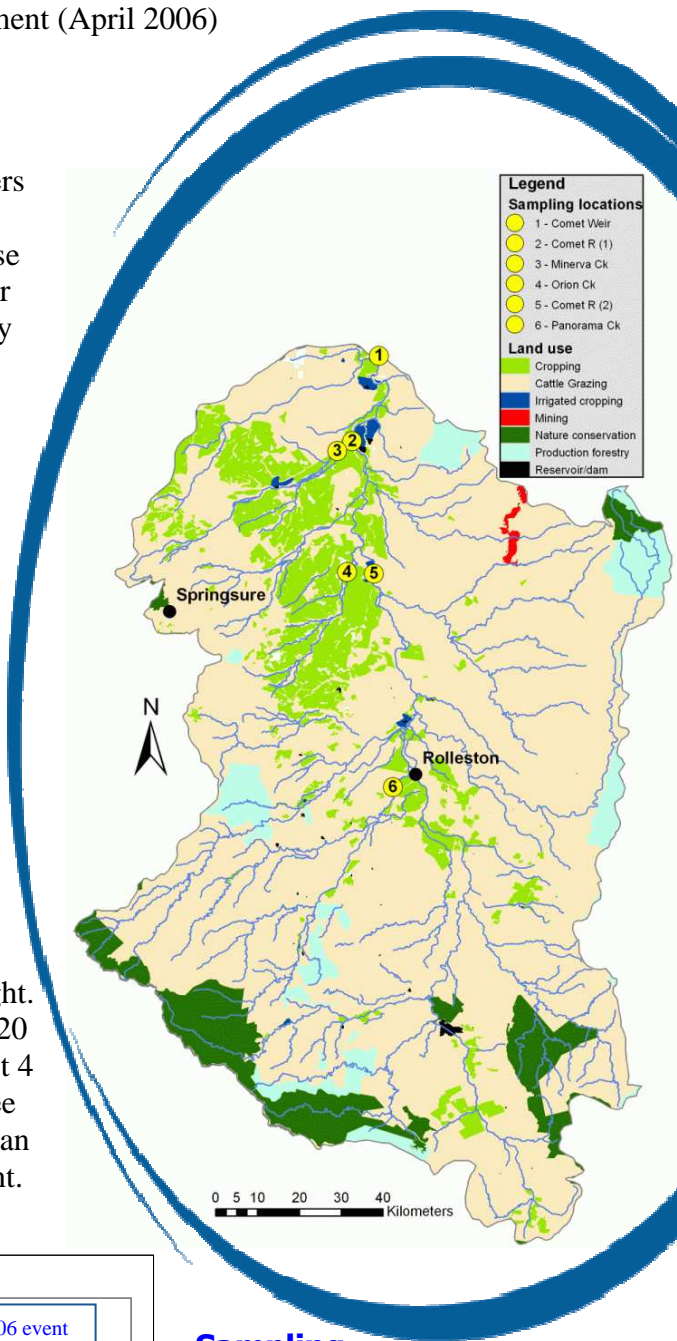 ment (April 2006)
ers
se
r
y
Legend
Sampling locations
1 - Comet Weir
2 - Comet R (1)
3 - Minerva Ck
4 - Orion Ck
5 - Comet R (2)
6 - Panorama Ck
Land use
Cropping
Cattle Grazing
Irrigated cropping
Mining
Nature conservation
Production forestry
Reservoir/dam
1
2
3
4
5
Springsure
N
Rolleston
6
ght.
20
t 4
ee
an
nt.
0 5 10 20 30 40
Kilometers
06 event
Sampling